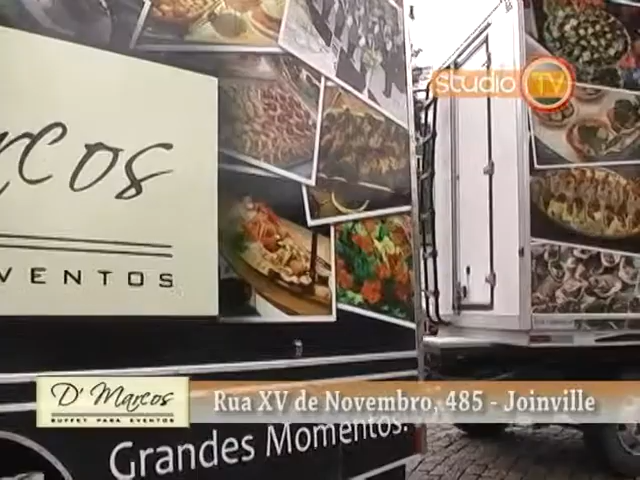 studio TV
rcos
VENTOS
D' Marcos
BUFFET PARA EVENTOS
Rua XV de Novembro, 485 - Joinville
Grandes Momentos.